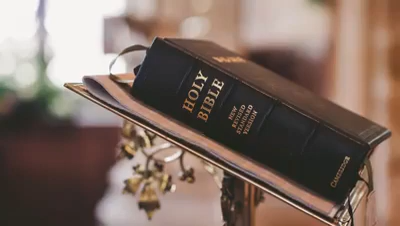 HOLY
BIBLE
NEW
REVISED
STANDARD
VERSION
CAMBRIDGE